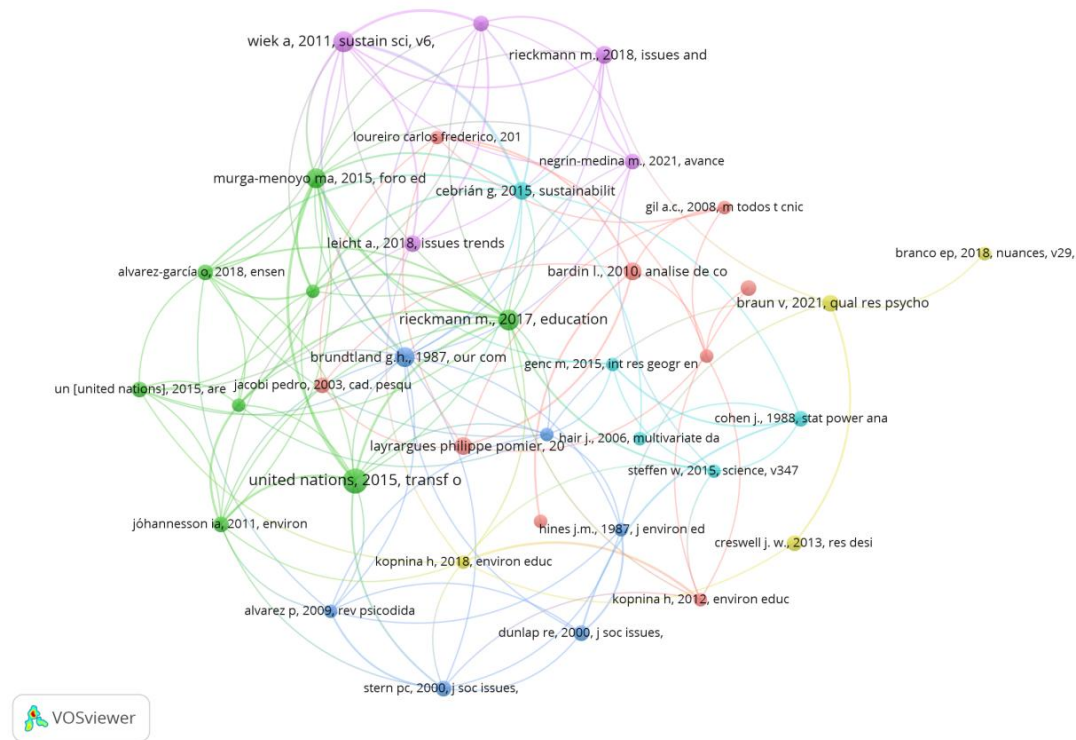 wiek a, 2011, sustain sci, v6,
rieckmann m., 2018, issues and
loureiro carlos frederico, 201
negrin-medina m., 2021, avance
murga-menoyo ma, 2015, foro ed
cebrián g, 2015, sustainabilit
gil a.c., 2008, m todos t cnic
leicht a., 2018, issues trends
branco ep, 2018, nuances, v29,
alvarez-garcía o, 2018, ensen
bardin l., 2010, analise de co
braun v, 2021, qual res psycho
rieckmann m., 2017, education
brundtland g.h., 1987, our com
genc m, 2015, int res geogr en
un [united nations], 2015, are
jacobi pedro, 2003, cad. pesqu
cohen j., 1988, stat power ana
hair j., 2006, multivariate da
layrargues philippe pomier, 20
steffen w, 2015, science, v347
united nations, 2015, transf o
jóhannesson ia, 2011, environ
hines j.m., 1987, j environ ed
creswell j. w., 2013, res desi
kopnina h, 2018, environ educ
kopnina h, 2012, environ educ
alvarez p, 2009, rev psicodida
dunlap re, 2000, j soc issues,
stern pc, 2000, j soc issues,
VOSviewer